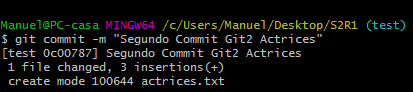 Manuel@PC-casa MINGW64 /c/Users/Manuel/Desktop/S2R1 (test)
$ git commit -m "Segundo Commit Git2 Actrices"
[test 0c00787] Segundo Commit Git2 Actrices
 1 file changed, 3 insertions(+)
 create mode 100644 actrices.txt